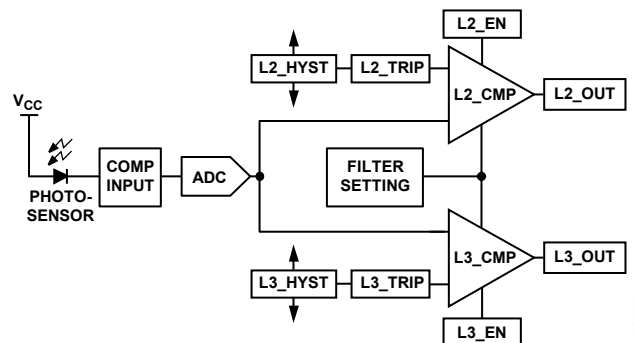 L2_EN
L2_HYST
L2_TRIP
L2_CMP
L2_OUT
VCC
PHOTO-
SENSOR
COMP
INPUT
ADC
FILTER
SETTING
L3_CMP
L3_OUT
L3_HYST
L3_TRIP
L3_EN